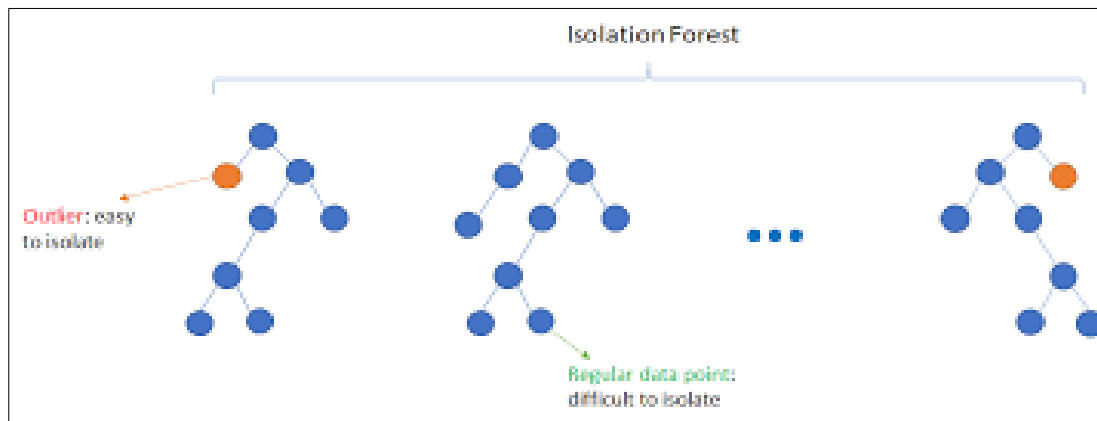 Isolation Forest
Outlier: easy
to isolate
Regular data point:
difficult to isolate